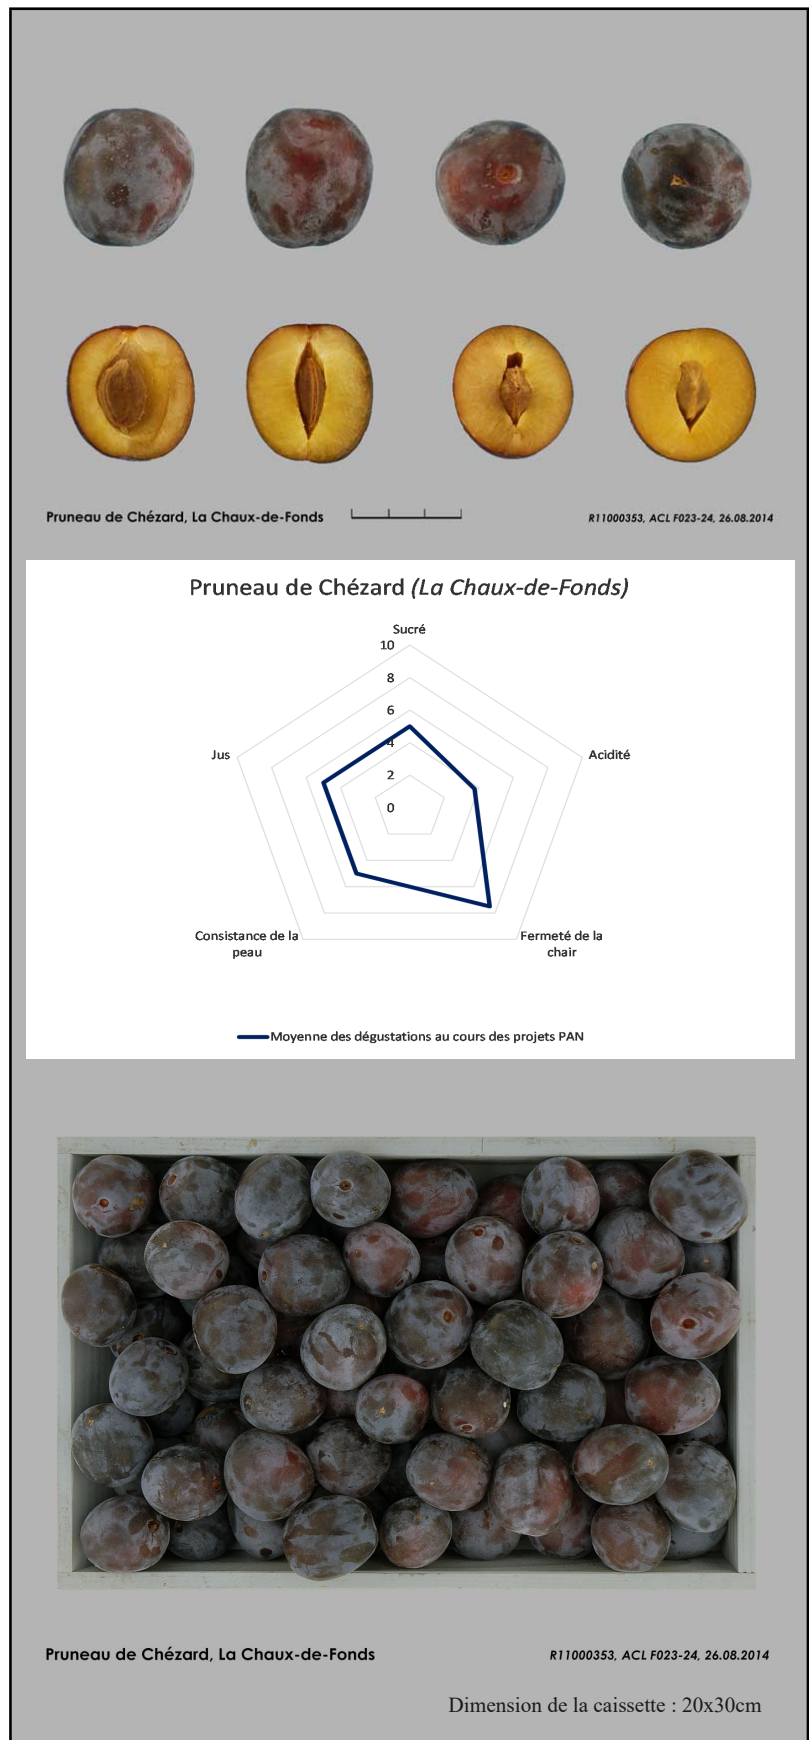 Pruneau de Chézard, La Chaux-de-Fonds
R11000353, ACL F023-24, 26.08.2014
Pruneau de Chézard (La Chaux-de-Fonds)
Sucré
10
8
6
4
2
0
Jus
Acidité
Consistance de la
peau
Fermeté de la
chair
Moyenne des dégustations au cours des projets PAN
Pruneau de Chézard, La Chaux-de-Fonds
R11000353, ACL F023-24, 26.08.2014
Dimension de la caissette : 20x30cm